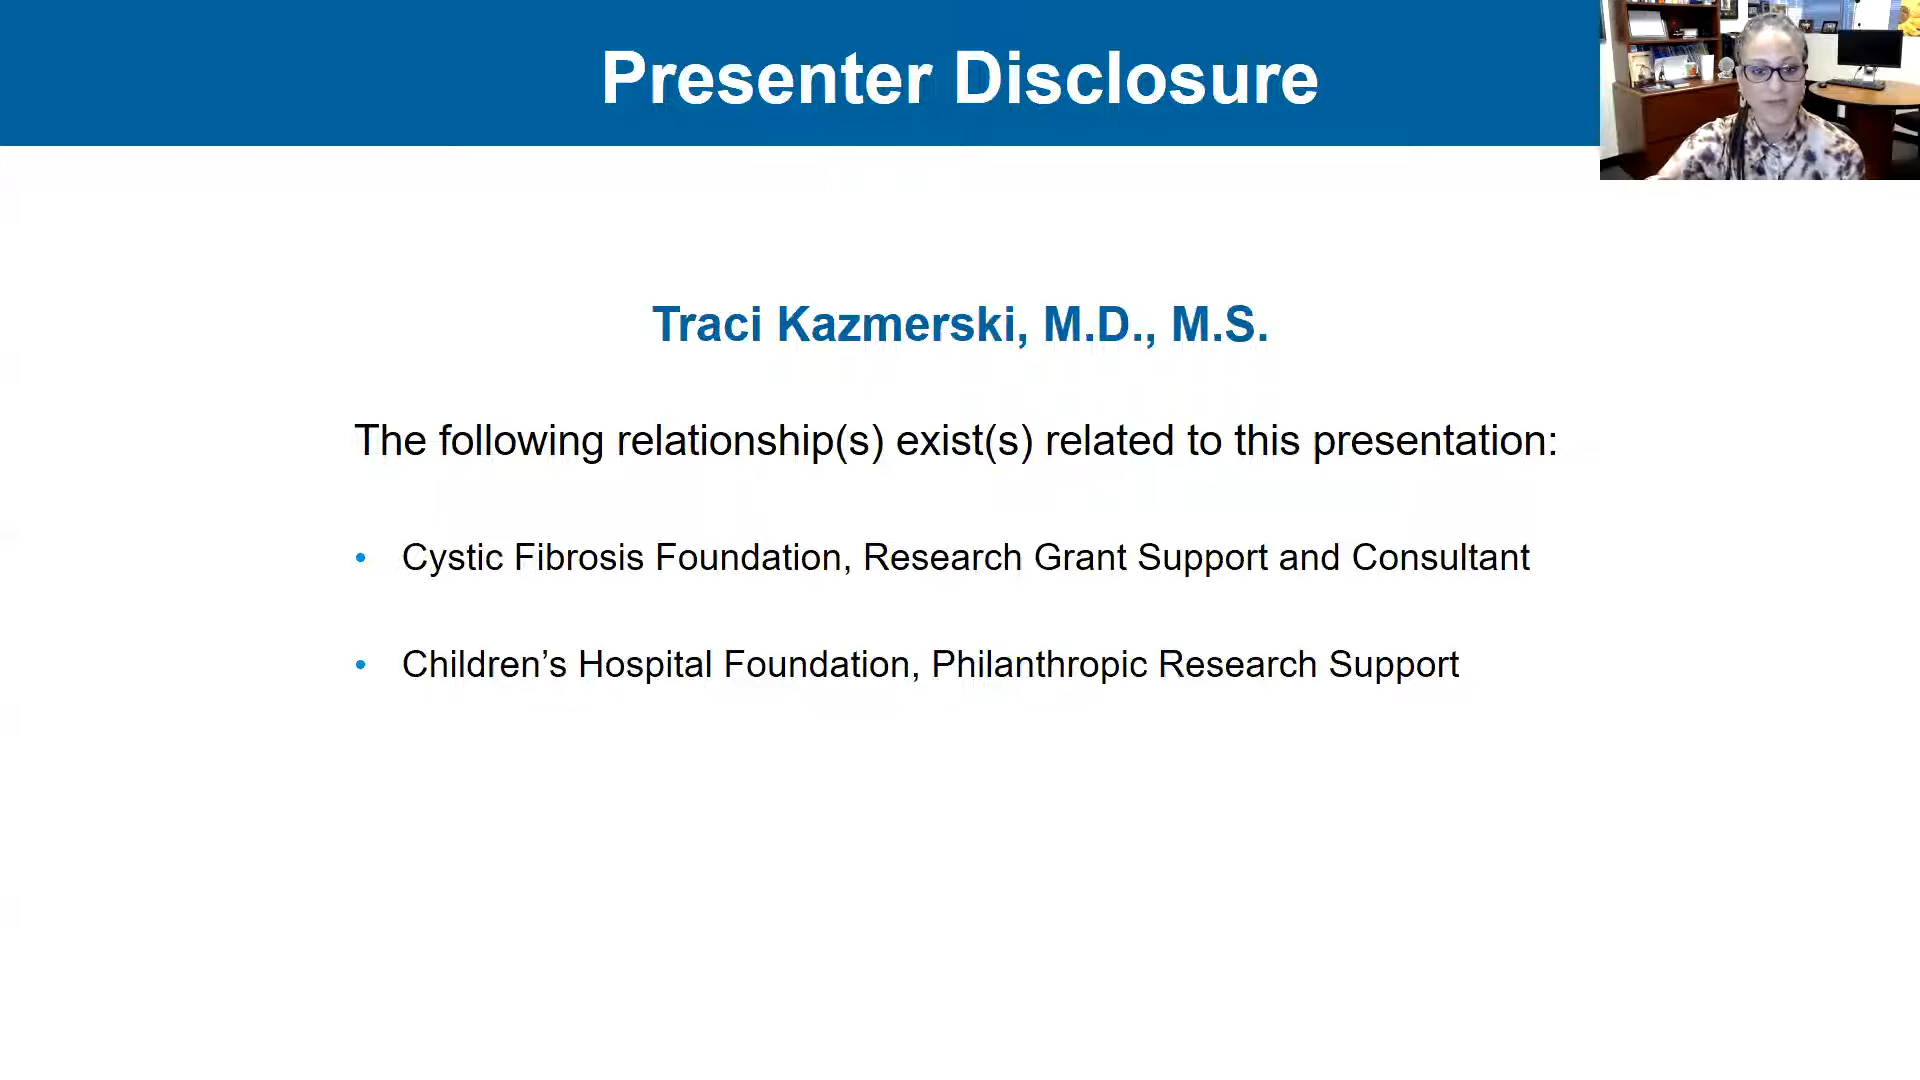 Presenter Disclosure
Traci Kazmerski, M.D., M.S.
The following relationship(s) exist(s) related to this presentation:
• Cystic Fibrosis Foundation, Research Grant Support and Consultant
• Children’s Hospital Foundation, Philanthropic Research Support